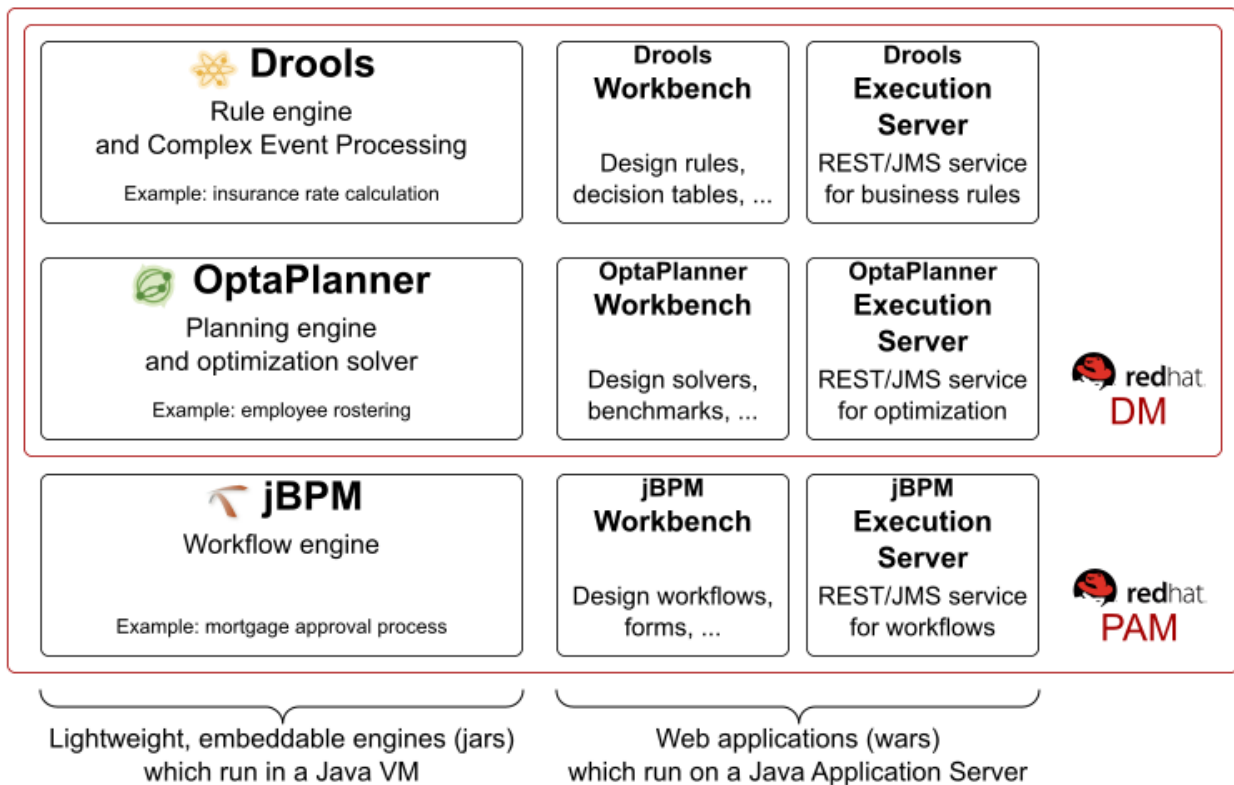 Drools
Rule engine
and Complex Event Processing
Example: insurance rate calculation
Drools
Workbench
Design rules,
decision tables, ...
Drools
Execution
Server
REST/JMS service
for business rules
OptaPlanner
Planning engine
and optimization solver
Example: employee rostering
OptaPlanner
Workbench
Design solvers,
benchmarks, ...
OptaPlanner
Execution
Server
REST/JMS service
for optimization
redhat.
DM
jBPM
Workflow engine
Example: mortgage approval process
jBPM
Workbench
Design workflows,
forms, ...
jBPM
Execution
Server
REST/JMS service
for workflows
redhat.
PAM
Lightweight, embeddable engines (jars)
which run in a Java VM
Web applications (wars)
which run on a Java Application Server